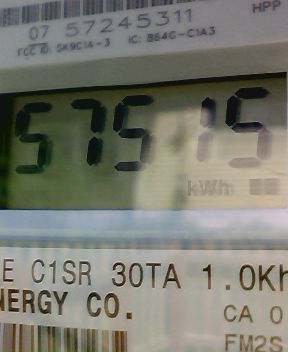 HPP
07 57245311
FCC ID: SK9C1A-3 IC: 864G-C1A3
57515
kWh
E C1SR 30TA 1.0Kh
NERGY CO.
CA 0
FM2S